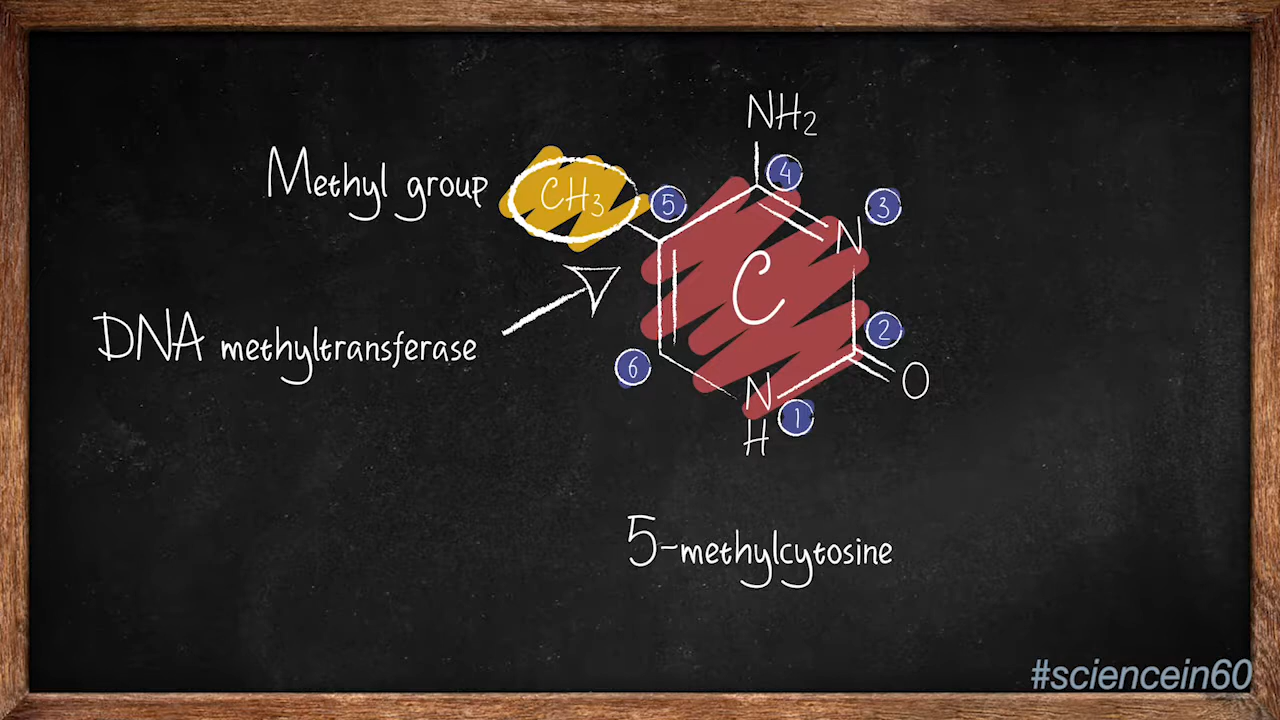 NH2
4
Methyl group
CH3
5
3
N
C
DNA methyltransferase
2
6
O
N
1
H
5-methylcytosine
#sciencein60